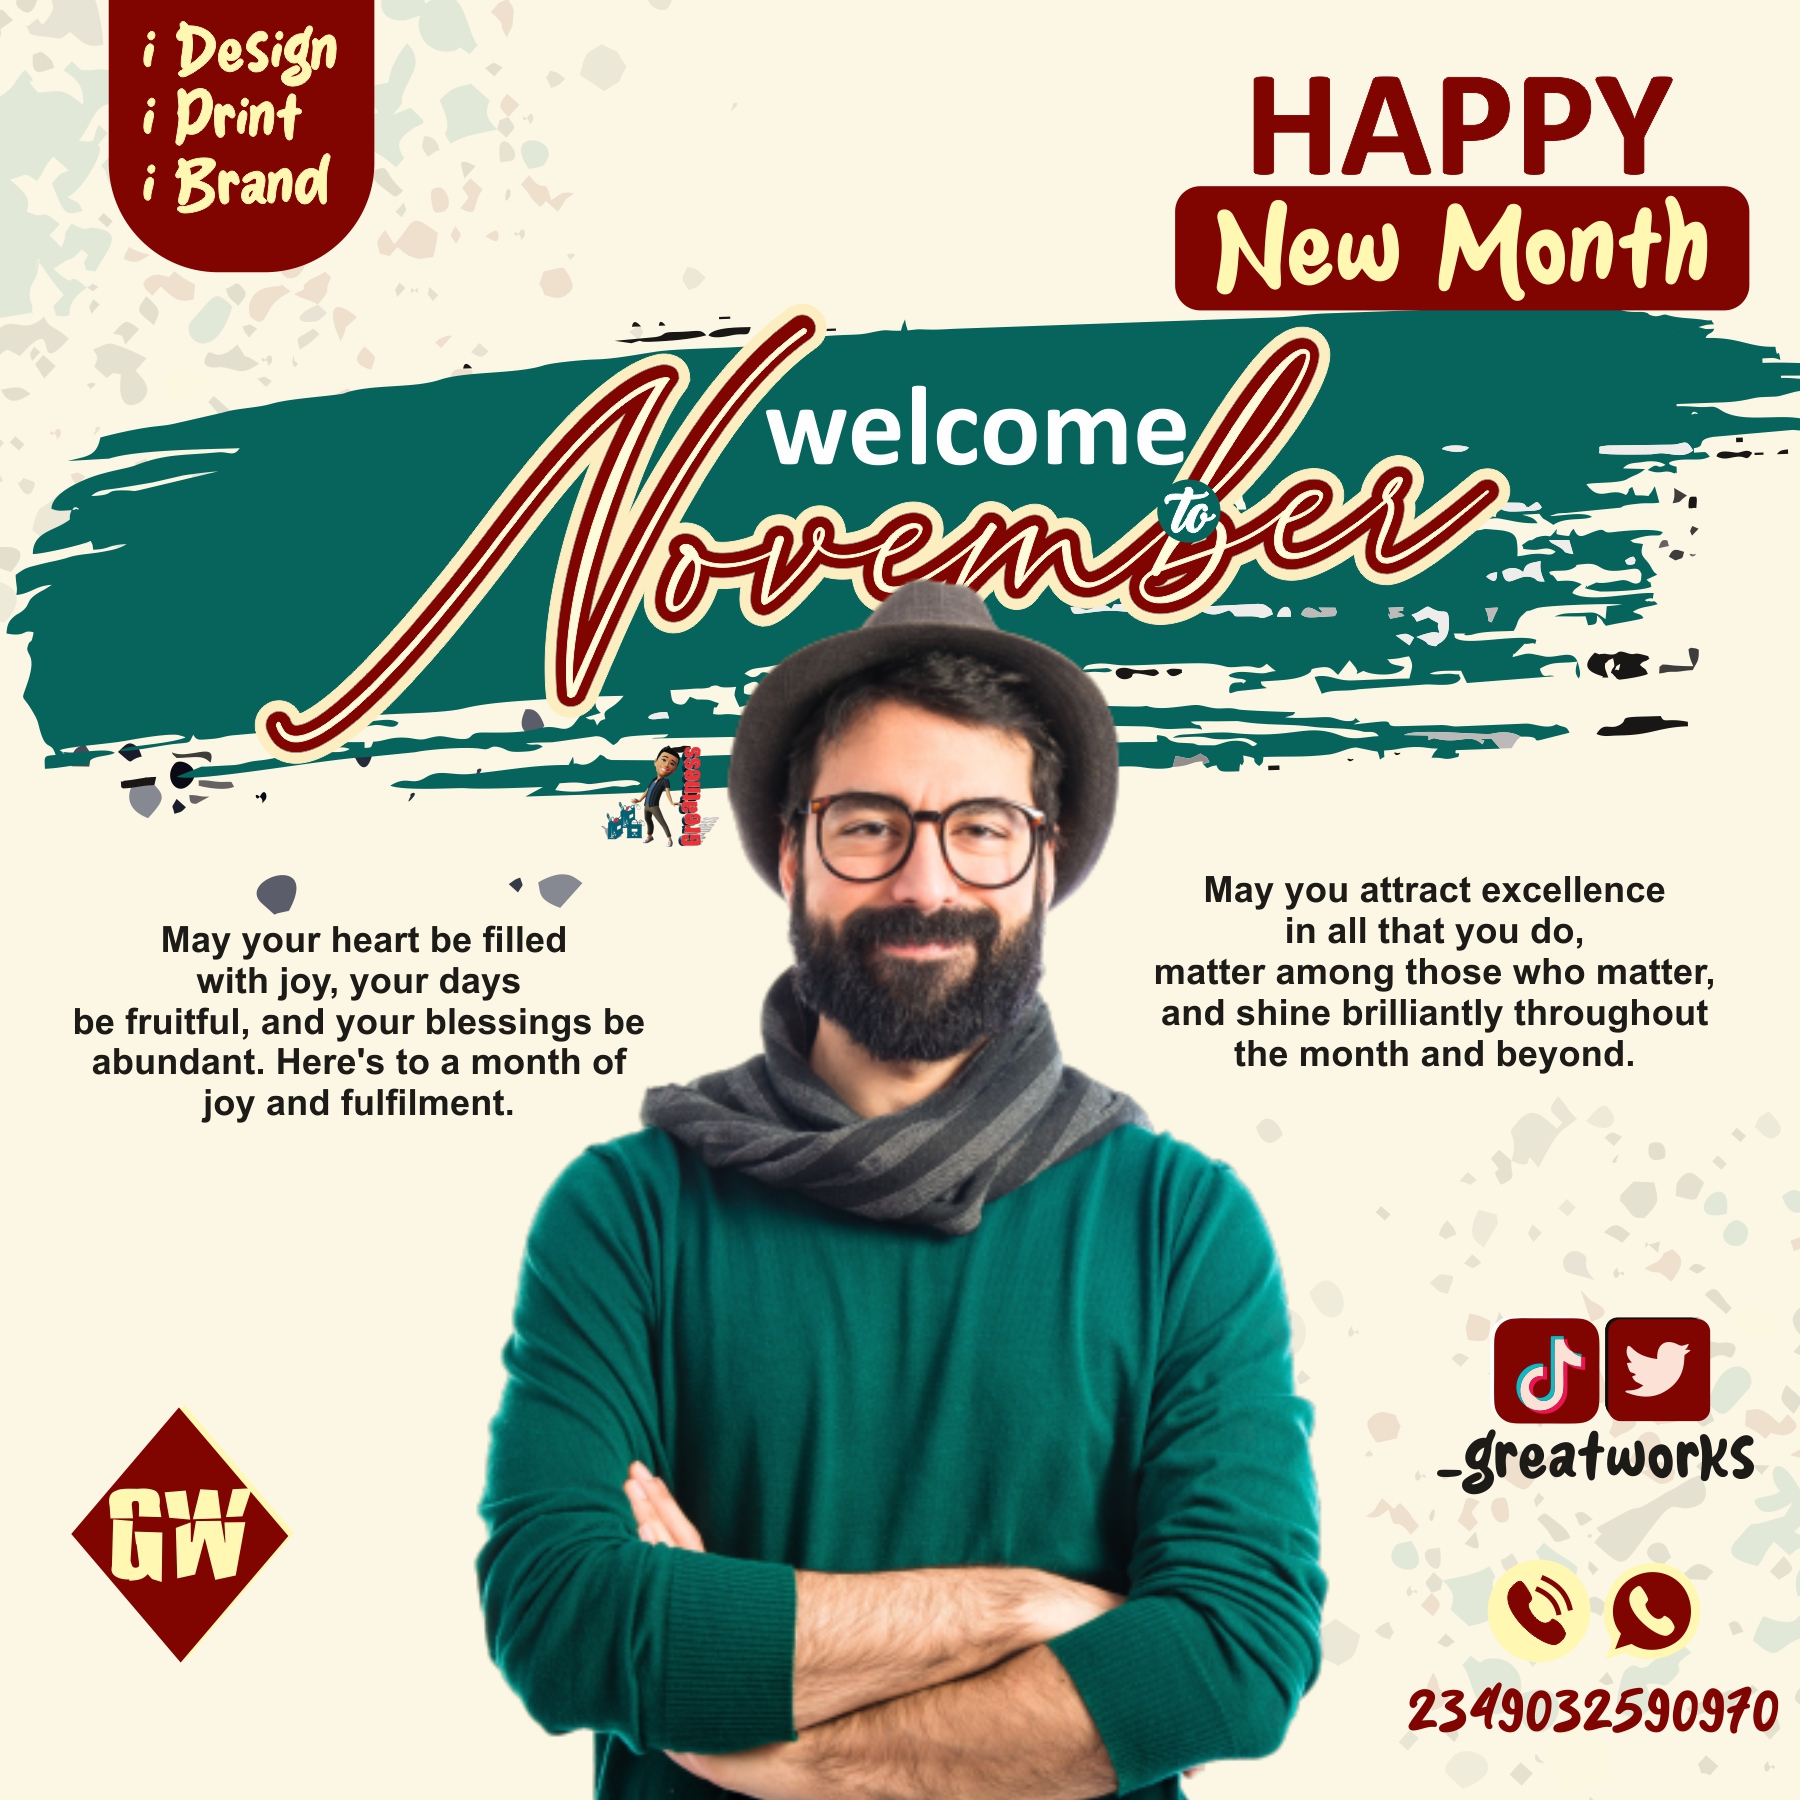 i Design
i Print
i Brand
HAPPY
New Month
welcome
to
November
Greatness
May your heart be filled
with joy, your days
be fruitful, and your blessings be
abundant. Here's to a month of
joy and fulfilment.
May you attract excellence
in all that you do,
matter among those who matter,
and shine brilliantly throughout
the month and beyond.
GW
_greatworks
2349032590970